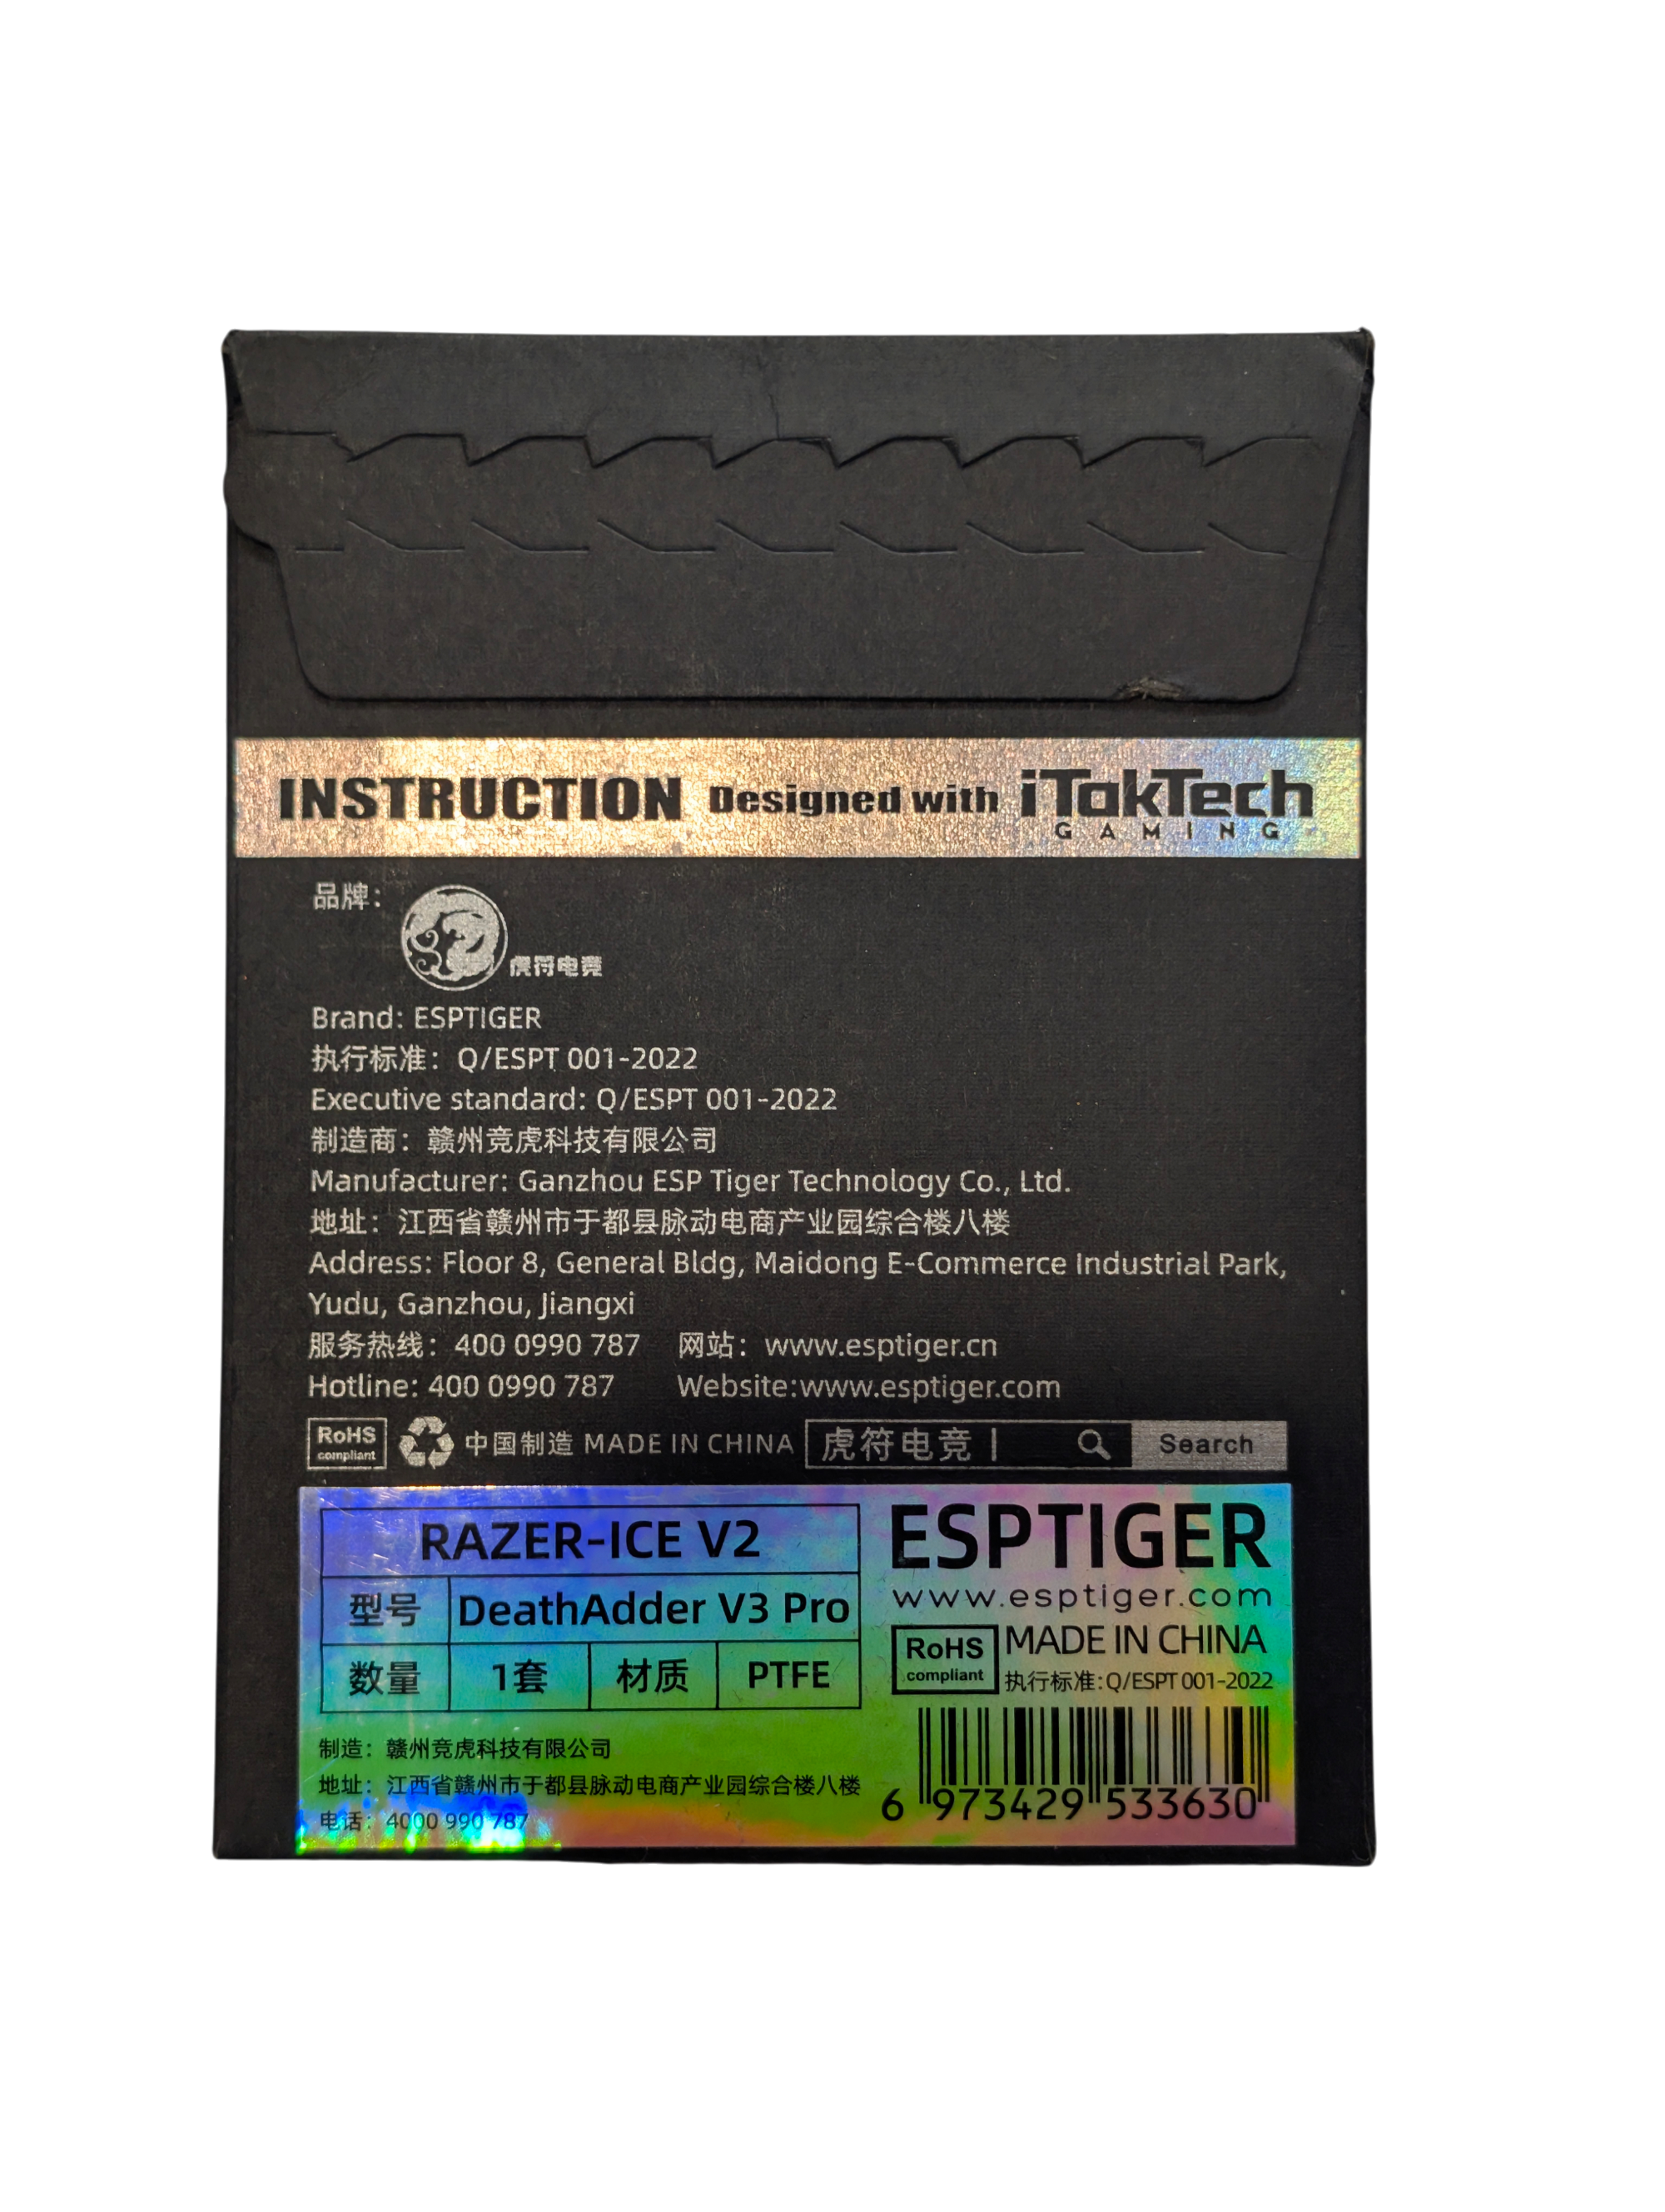 INSTRUCTION Designed with iTakTech
GAMING
品牌：
虎符电竞
Brand: ESPTIGER
执行标准：Q/ESPT 001-2022
Executive standard: Q/ESPT 001-2022
制造商：赣州竞虎科技有限公司
Manufacturer: Ganzhou ESP Tiger Technology Co., Ltd.
地址：江西省赣州市于都县脉动电商产业园综合楼八楼
Address: Floor 8, General Bldg, Maidong E-Commerce Industrial Park,
Yudu, Ganzhou, Jiangxi
服务热线：400 0990 787 网站：www.esptiger.cn
Hotline: 400 0990 787 Website:www.esptiger.com
RoHS
compliant
中国制造 MADE IN CHINA
虎符电竞 Search
RAZER-ICE V2
型号 DeathAdder V3 Pro
数量 1套 材质 PTFE
制造：赣州竞虎科技有限公司
地址：江西省赣州市于都县脉动电商产业园综合楼八楼
电话：4000 990 787
ESPTIGER
www.esptiger.com
RoHS
compliant
MADE IN CHINA
执行标准:Q/ESPT 001-2022
6 973429 533630